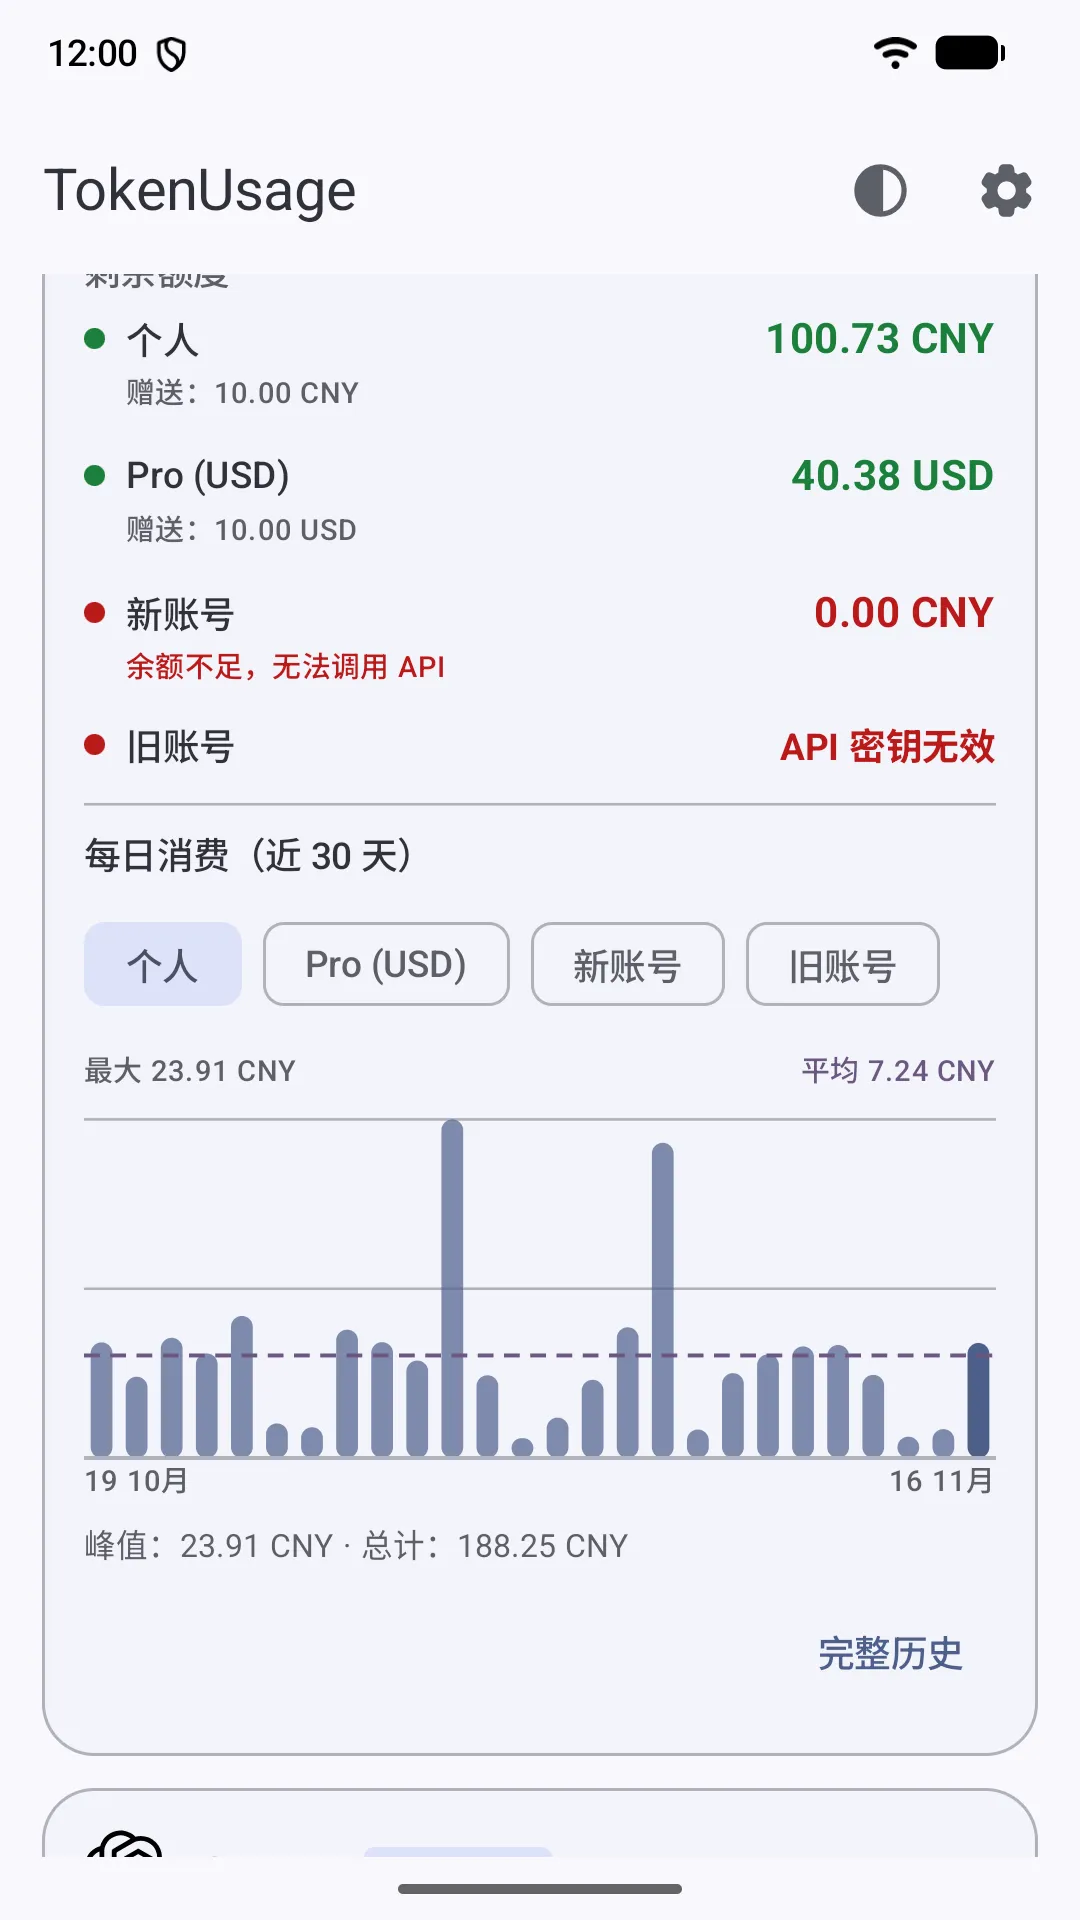 12:00
TokenUsage
剩余额度
个人 100.73 CNY
赠送：10.00 CNY
Pro (USD) 40.38 USD
赠送：10.00 USD
新账号 0.00 CNY
余额不足，无法调用 API
旧账号 API 密钥无效
每日消费（近 30 天）
个人 Pro (USD) 新账号 旧账号
最大 23.91 CNY 平均 7.24 CNY
19 10月 16 11月
峰值：23.91 CNY · 总计：188.25 CNY
完整历史